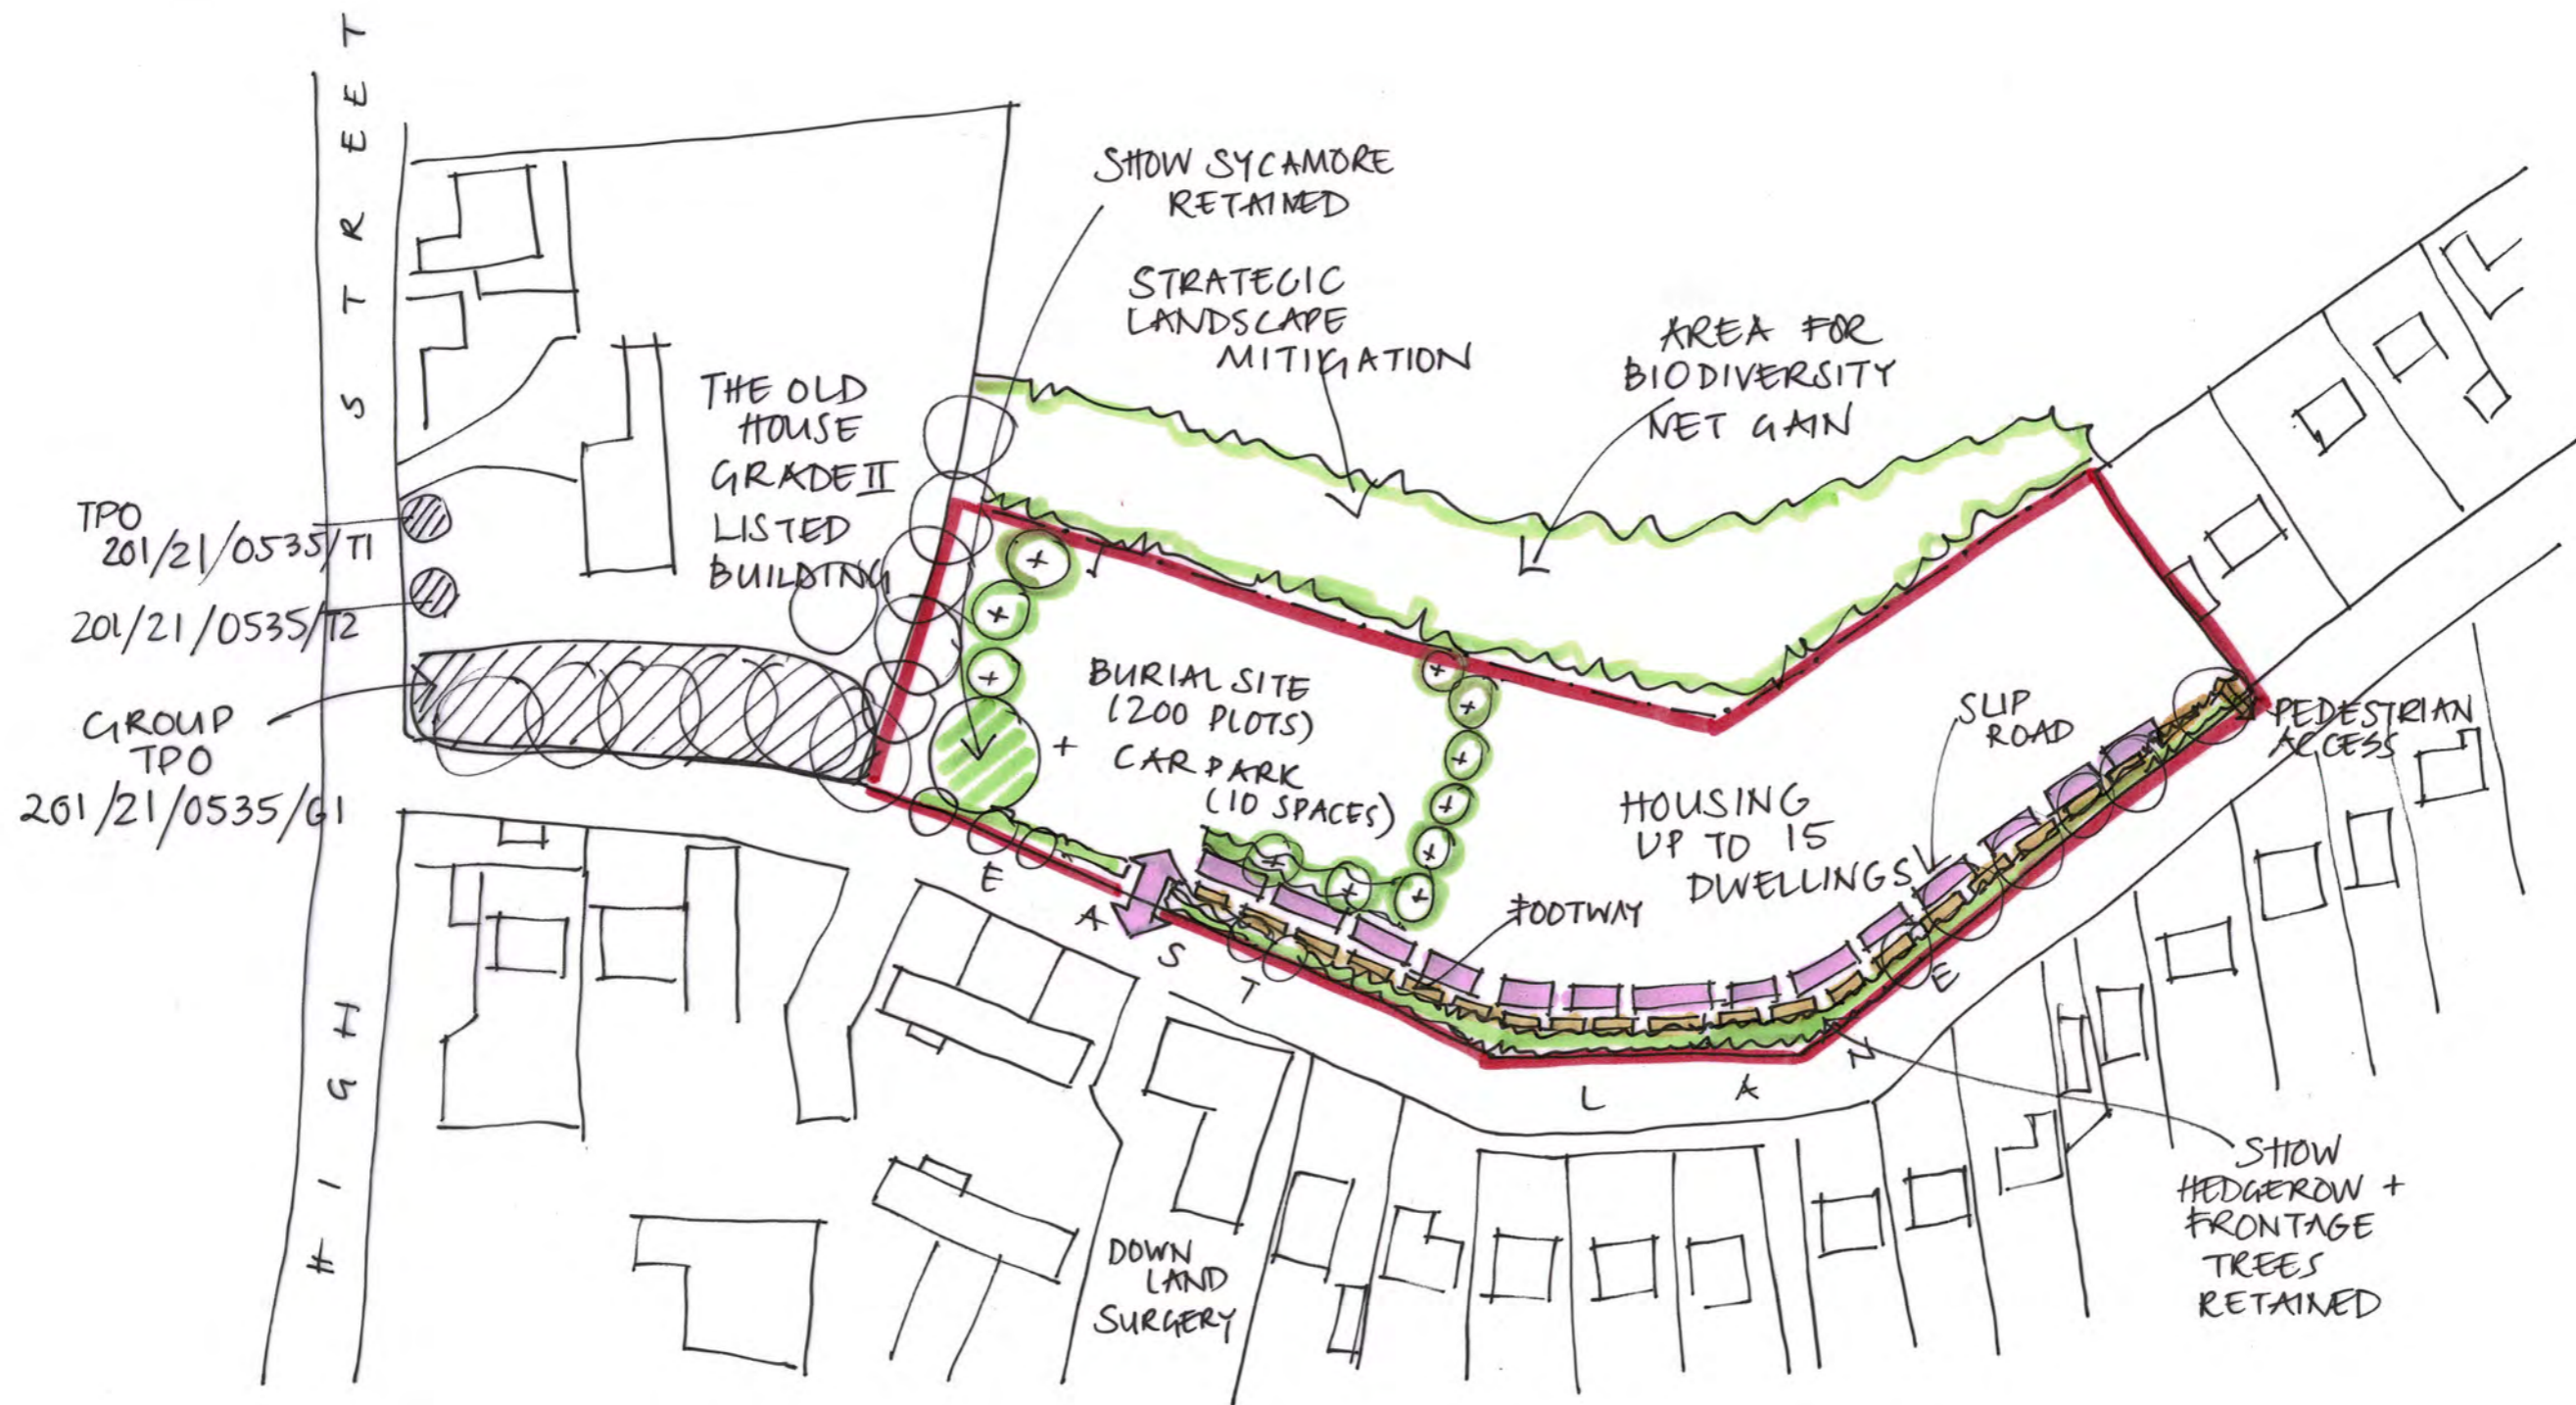 HIGH STREET
SHOW SYCAMORE
RETAINED
STRATEGIC
LANDSCAPE
MITIGATION
AREA FOR
BIODIVERSITY
NET GAIN
THE OLD
HOUSE
GRADE II
LISTED
BUILDING
TPO
201/21/0535/T1
201/21/0535/T2
GROUP
TPO
201/21/0535/G1
BURIAL SITE
(200 PLOTS)
+
CAR PARK
(10 SPACES)
SLIP
ROAD
PEDESTRIAN
ACCESS
HOUSING
UP TO 15
DWELLINGS
FOOTWAY
EAST LANE
SHOW
HEDGEROW +
FRONTAGE
TREES
RETAINED
DOWN
LAND
SURGERY